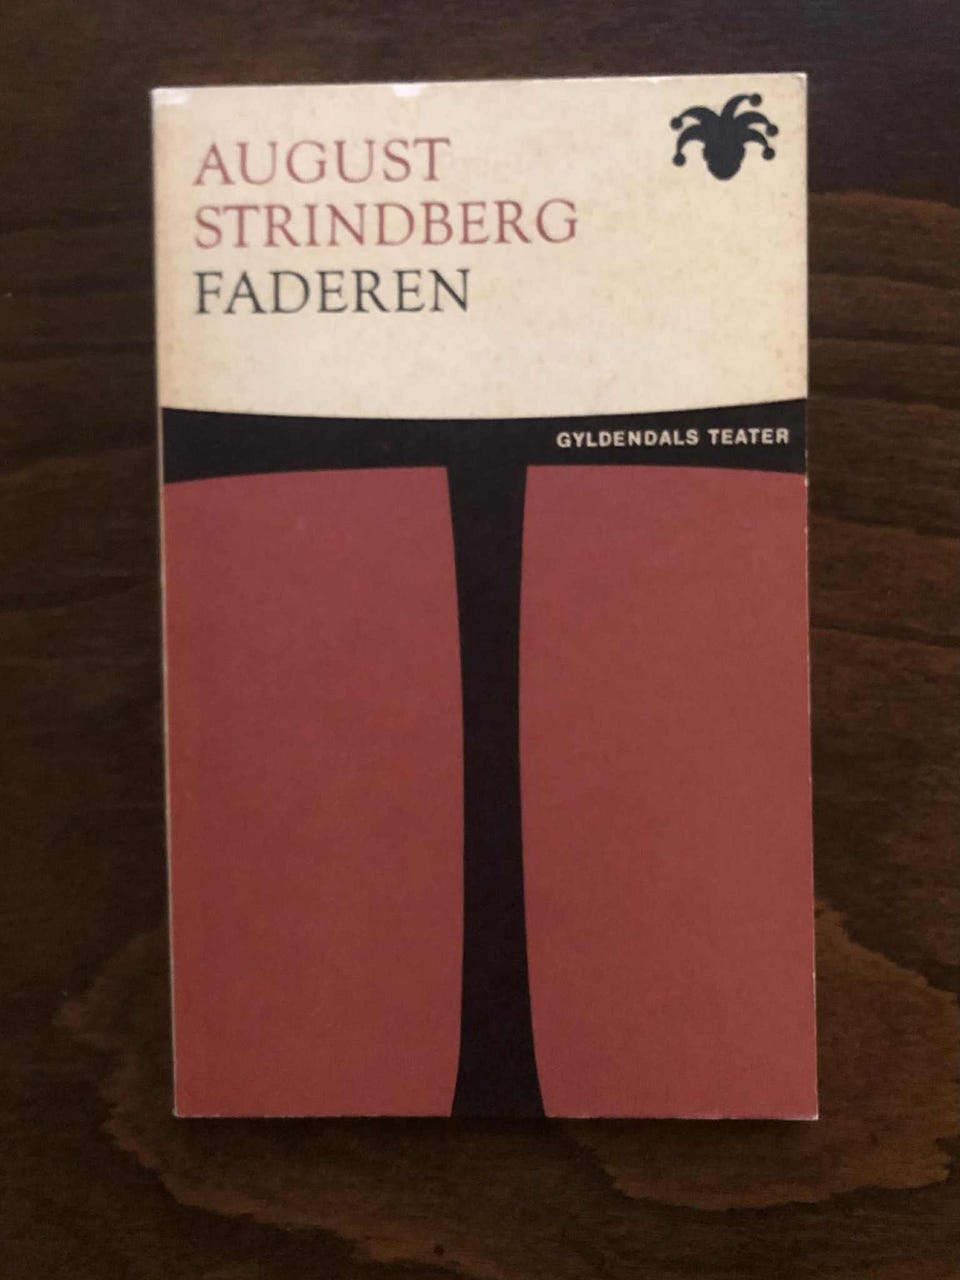 AUGUST
STRINDBERG
FADEREN
GYLDENDALS TEATER